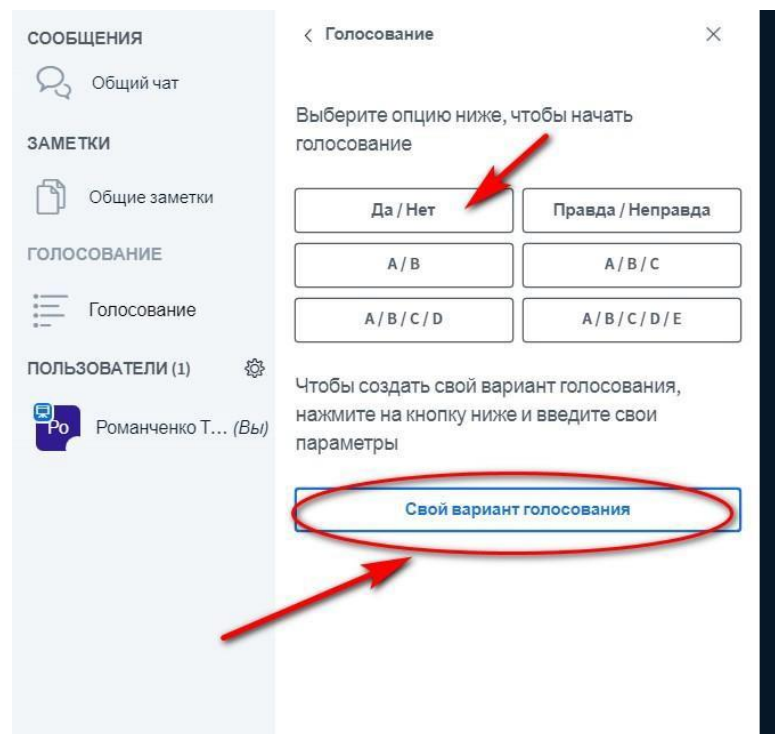 СООБЩЕНИЯ
Общий чат
ЗАМЕТКИ
Общие заметки
ГОЛОСОВАНИЕ
Голосование
ПОЛЬЗОВАТЕЛИ (1)
Ро
Романченко Т... (Вы)
Голосование
Выберите опцию ниже, чтобы начать
голосование
Да / Нет
Правда / Неправда
A / B
A / B / C
A / B / C / D
A / B / C / D / E
Чтобы создать свой вариант голосования,
нажмите на кнопку ниже и введите свои
параметры
Свой вариант голосования